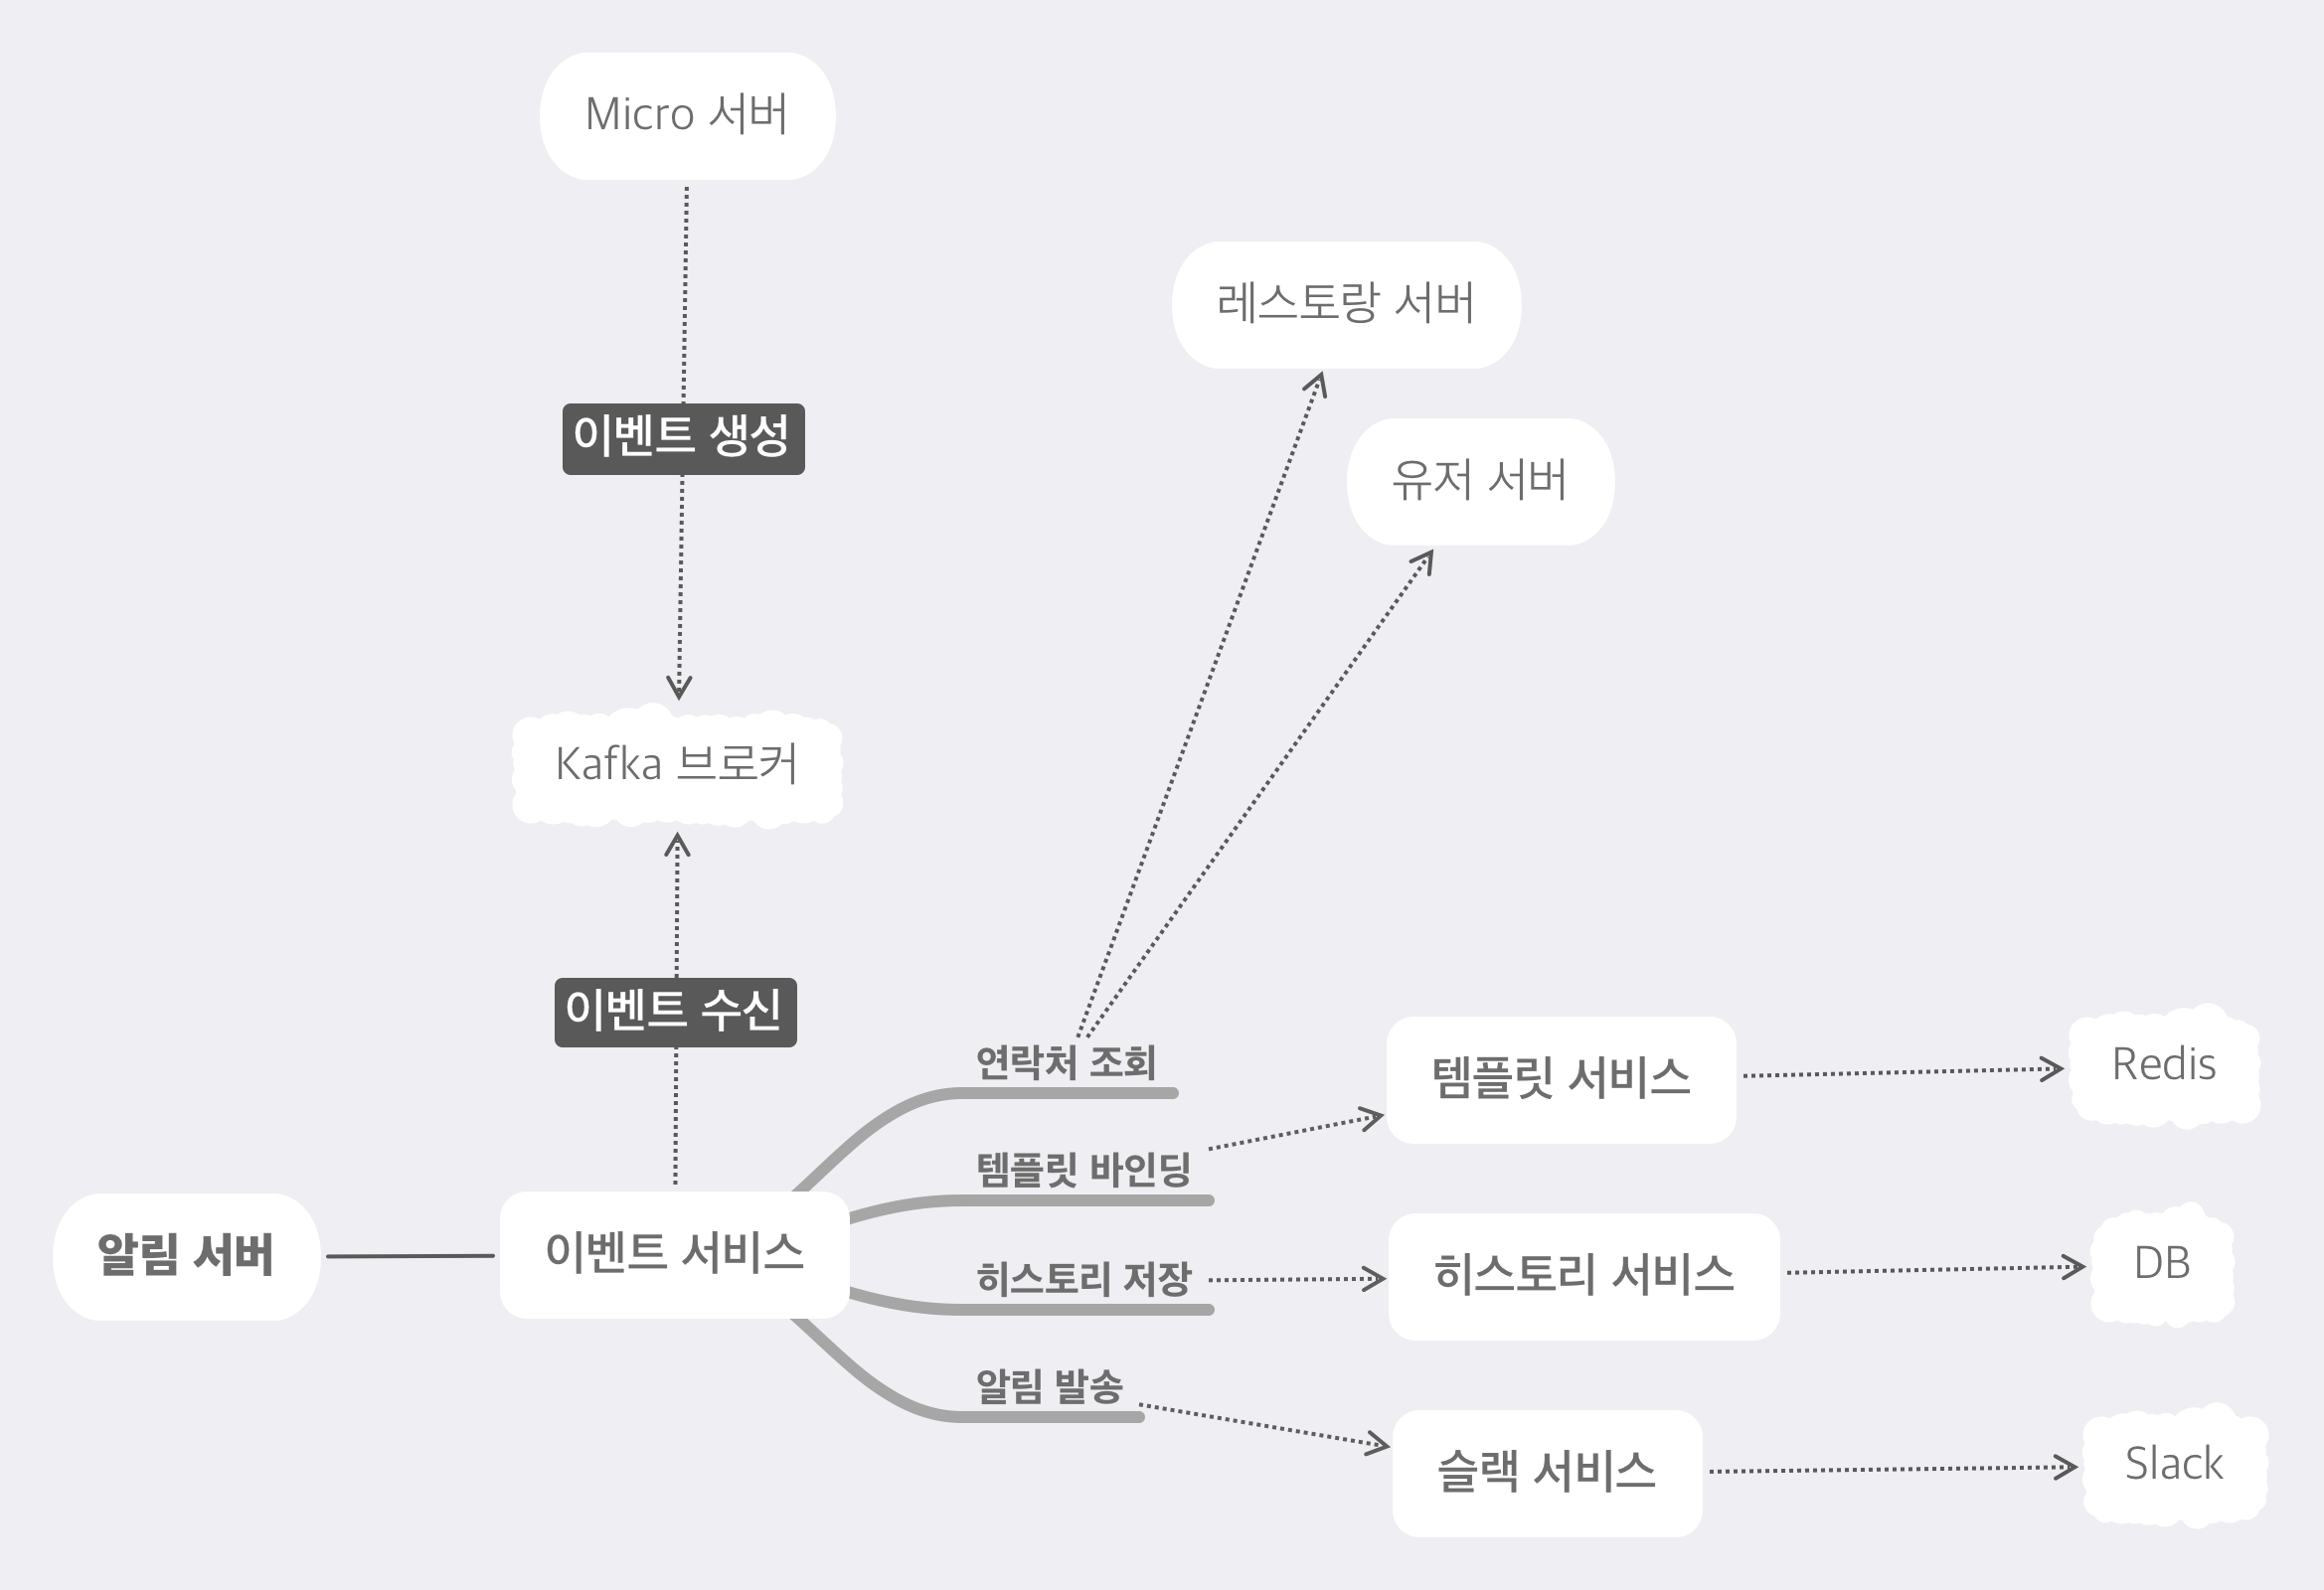 Micro 서버
레스토랑 서버
이벤트 생성
유저 서버
Kafka 브로커
이벤트 수신
연락처 조회
템플릿 서비스
Redis
템플릿 바인딩
알림 서버
이벤트 서비스
히스토리 저장
히스토리 서비스
DB
알림 발송
슬랙 서비스
Slack